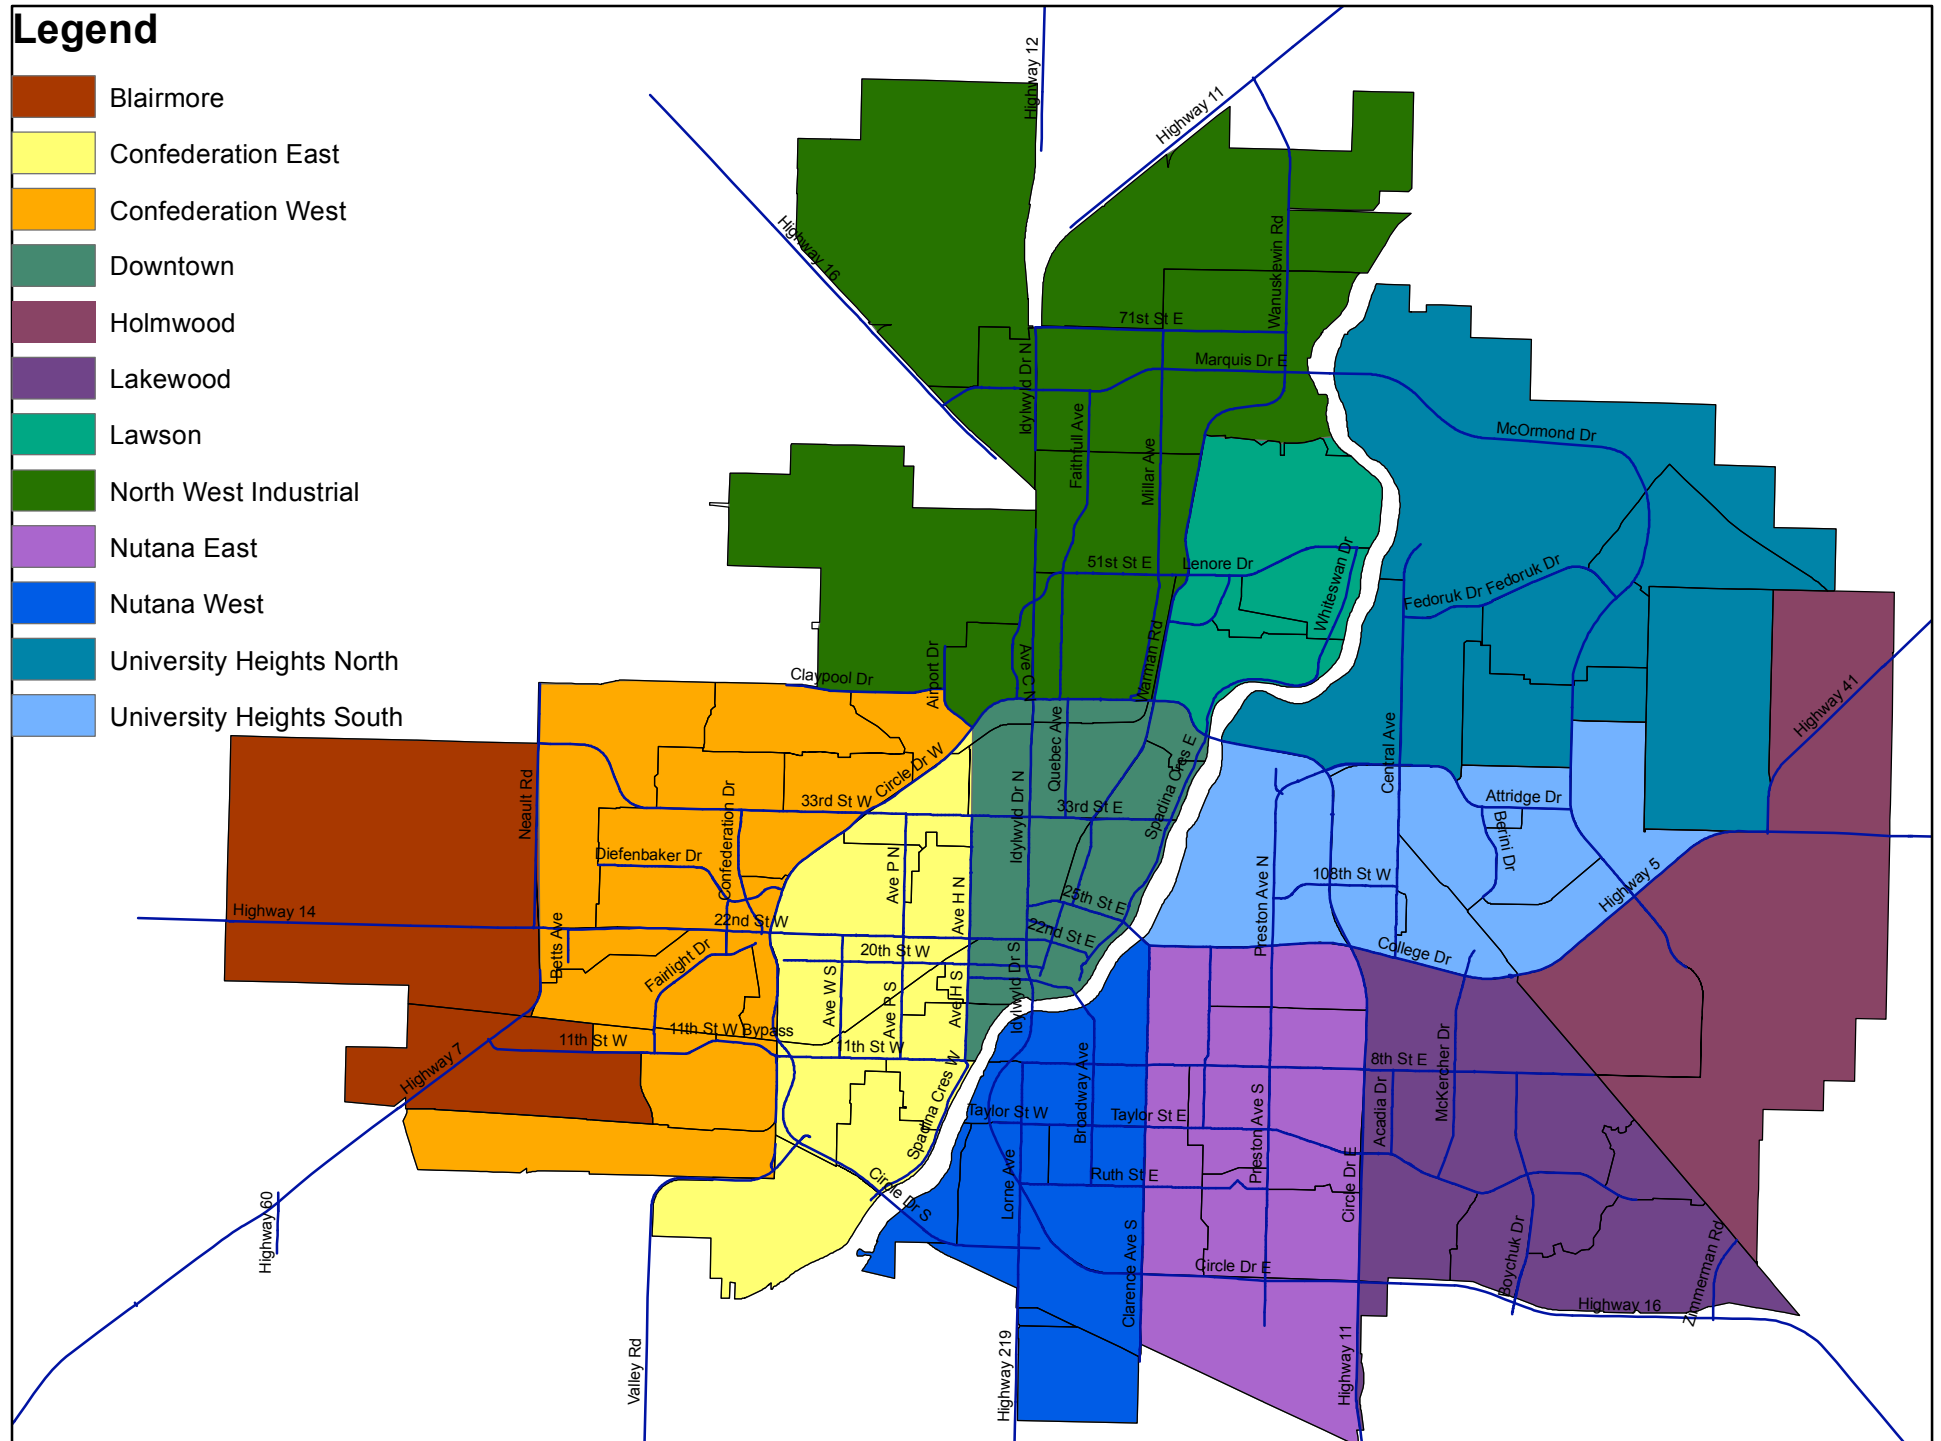 Legend
Blairmore
Confederation East
Confederation West
Downtown
Holmwood
Lakewood
Lawson
North West Industrial
Nutana East
Nutana West
University Heights North
University Heights South
Highway 12
Highway 11
Highway 16
Wanuskewin Rd
71st St E
Marquis Dr E
Idylwyld Dr N
Faithfull Ave
Millar Ave
McOrmond Dr
51st St E
Lenore Dr
Whiteswan Dr
Fedoruk Dr
Fedoruk Dr
Warman Rd
Ave C N
Airport Dr
Claypool Dr
Highway 41
Central Ave
Quebec Ave
Spadina Cres E
Circle Dr W
33rd St W
33rd St E
Idylwyld Dr N
Neault Rd
Confederation Dr
Diefenbaker Dr
Attridge Dr
Berini Dr
Highway 5
108th St W
Preston Ave N
Ave P N
Ave H N
25th St E
22nd St E
Highway 14
22nd St W
20th St W
Betts Ave
Fairlight Dr
College Dr
Ave W S
Ave P S
Ave H S
Idylwyld Dr S
11th St W
11th St W Bypass
11th St W
Highway 7
8th St E
McKercher Dr
Acadia Dr
Broadway Ave
Spadina Cres W
Taylor St W
Taylor St E
Preston Ave S
Ruth St E
Lorne Ave
Circle Dr E
Circle Dr S
Highway 60
Clarence Ave S
Circle Dr E
Boychuk Dr
Zimmerman Rd
Highway 16
Valley Rd
Highway 219
Highway 11